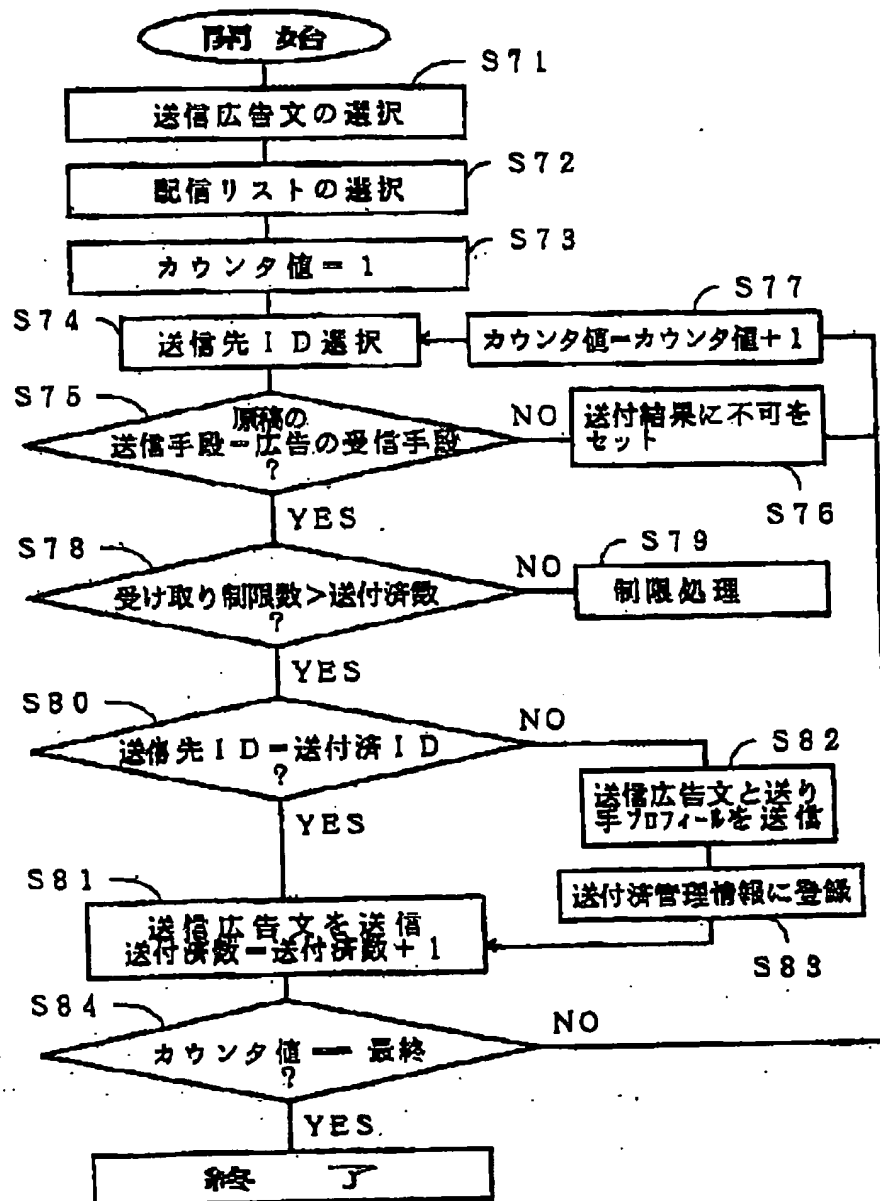 開始
S71
送信広告文の選択
S72
配信リストの選択
S73
カウンタ値＝1
S74
送信先ID選択
S77
カウンタ値＝カウンタ値＋1
S75
原稿の
送信手段＝広告の受信手段
?
NO
送付結果に不可を
セット
S76
YES
S78
受け取り制限数＞送付済数
?
NO
S79
制限処理
YES
S80
送信先ID＝送付済ID
?
NO
S82
送信広告文と送り
手プロフィールを送信
YES
S81
送信広告文を送信
送付済数＝送付済数＋1
送付済管理情報に登録
S83
S84
カウンタ値＝最終
?
NO
YES
終了